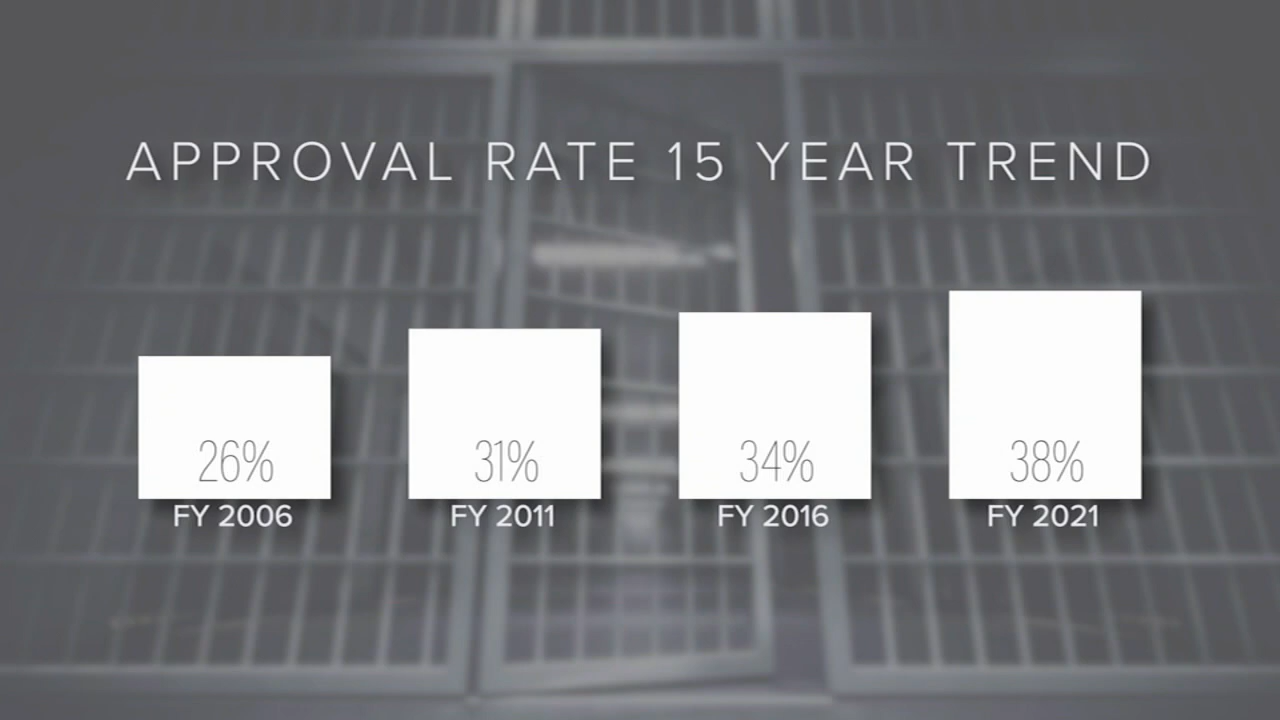 APPROVAL RATE 15 YEAR TREND
26% 31% 34% 38%
FY 2006 FY 2011 FY 2016 FY 2021